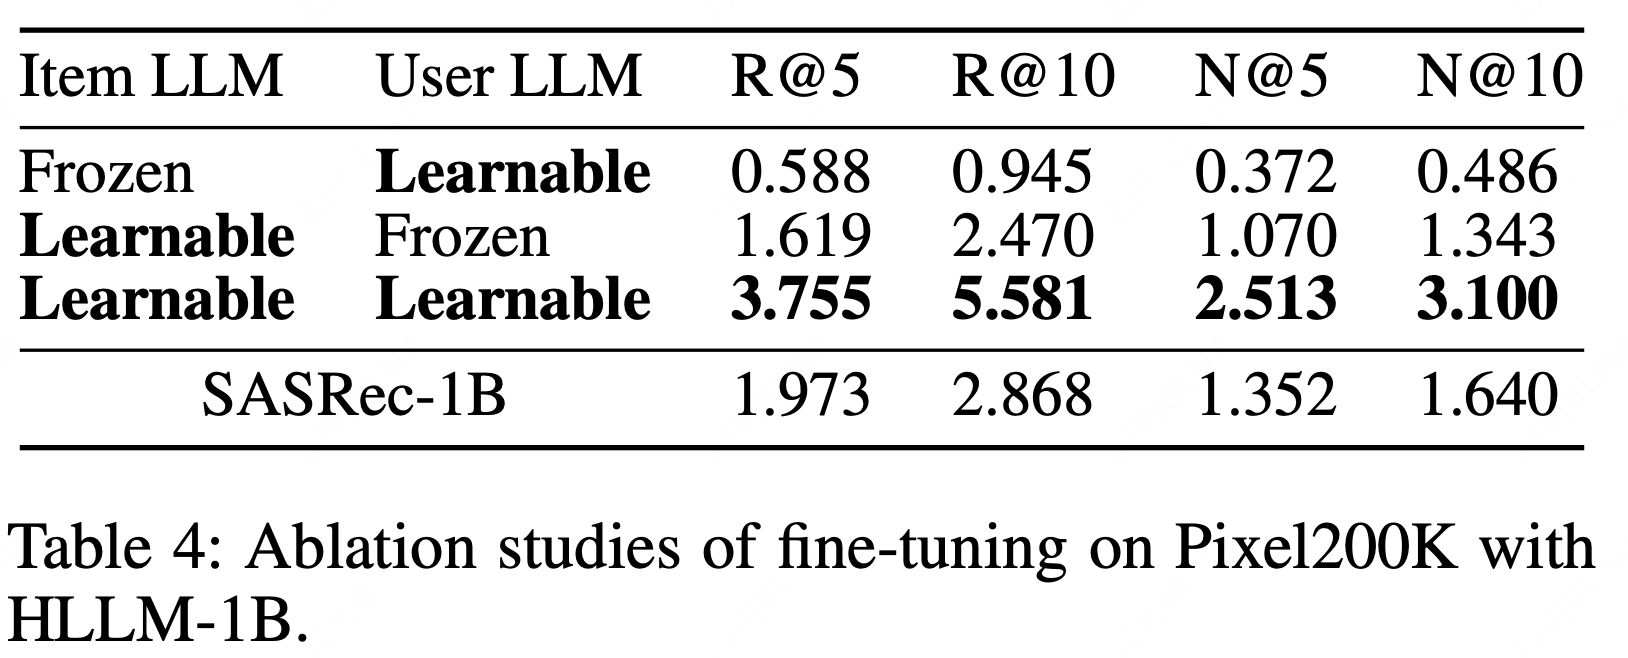 Item LLM User LLM R@5 R@10 N@5 N@10
Frozen Learnable 0.588 0.945 0.372 0.486
Learnable Frozen 1.619 2.470 1.070 1.343
Learnable Learnable 3.755 5.581 2.513 3.100
SASRec-1B 1.973 2.868 1.352 1.640
Table 4: Ablation studies of fine-tuning on Pixel200K with
HLLM-1B.